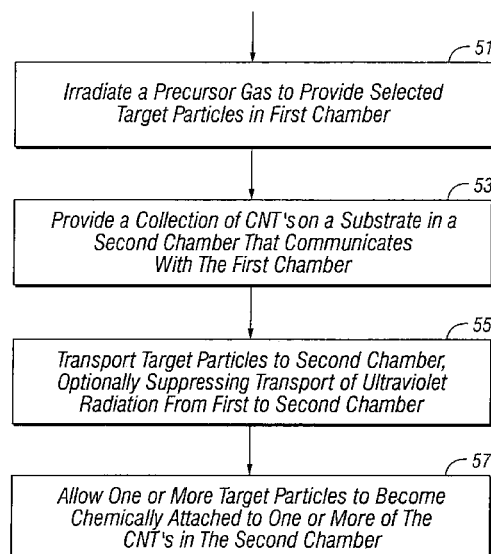 51
Irradiate a Precursor Gas to Provide Selected
Target Particles in First Chamber
53
Provide a Collection of CNT's on a Substrate in a
Second Chamber That Communicates
With The First Chamber
55
Transport Target Particles to Second Chamber,
Optionally Suppressing Transport of Ultraviolet
Radiation From First to Second Chamber
57
Allow One or More Target Particles to Become
Chemically Attached to One or More of The
CNT's in The Second Chamber